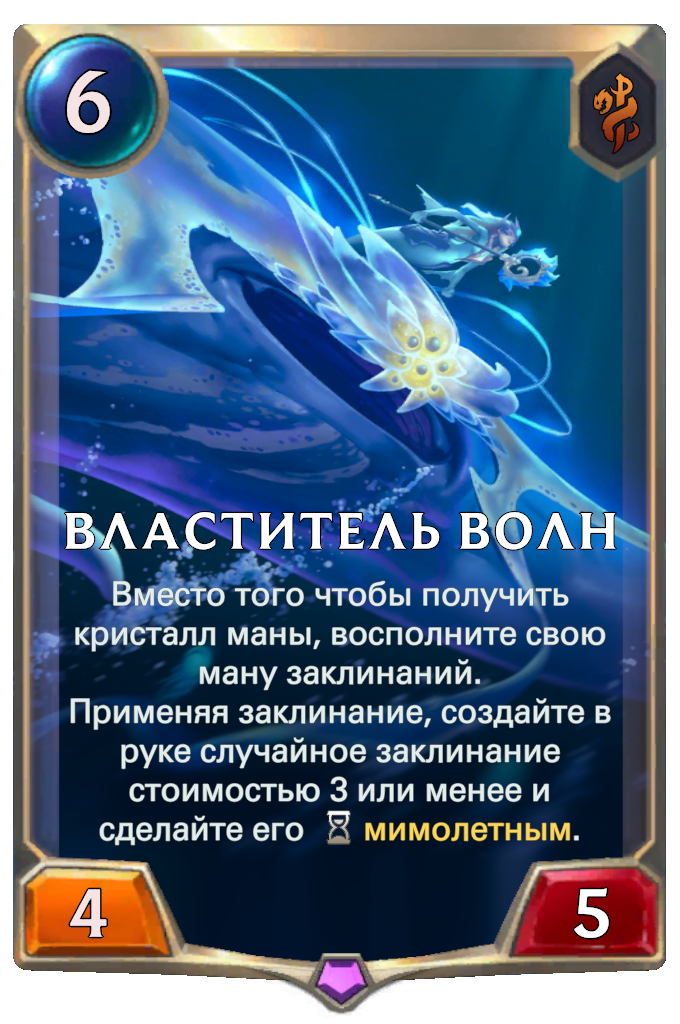 6
ВЛАСТИТЕЛЬ ВОЛН
Вместо того чтобы получить
кристалл маны, восполните свою
ману заклинаний.
Применяя заклинание, создайте в
руке случайное заклинание
стоимостью 3 или менее и
сделайте его мимолетным.
4
5